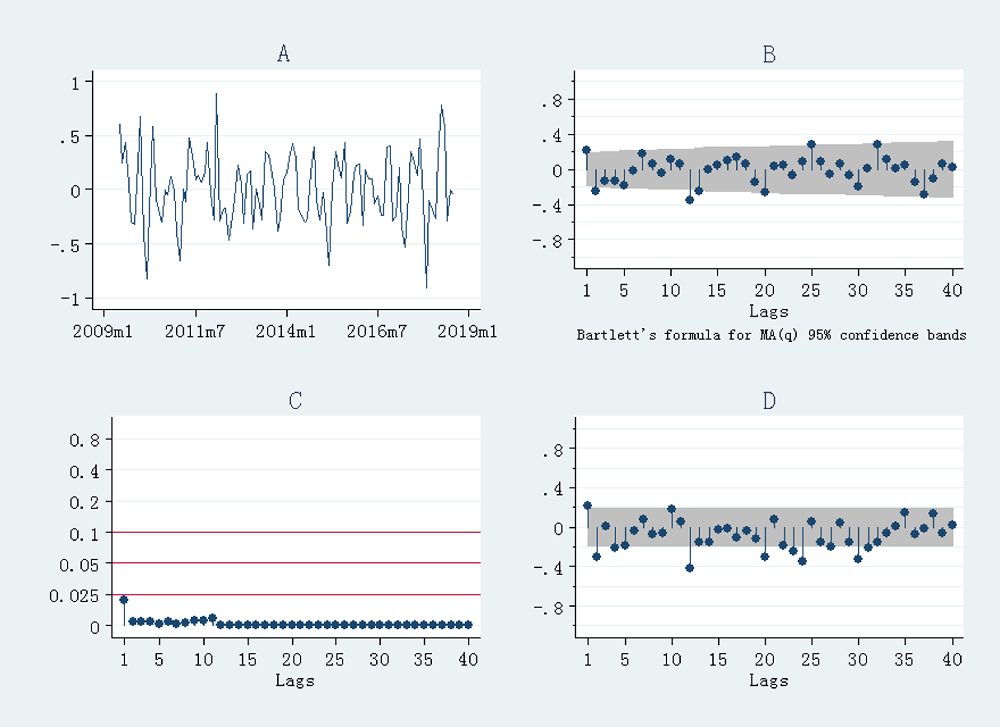 A
1
.5
0
-.5
-1
2009m1 2011m7 2014m1 2016m7 2019m1
B
.8
.4
0
-.4
-.8
1 5 10 15 20 25 30 35 40
Lags
Bartlett's formula for MA(q) 95% confidence bands
C
0.8
0.4
0.2
0.1
0.05
0.025
0
1 5 10 15 20 25 30 35 40
Lags
D
.8
.4
0
-.4
-.8
1 5 10 15 20 25 30 35 40
Lags